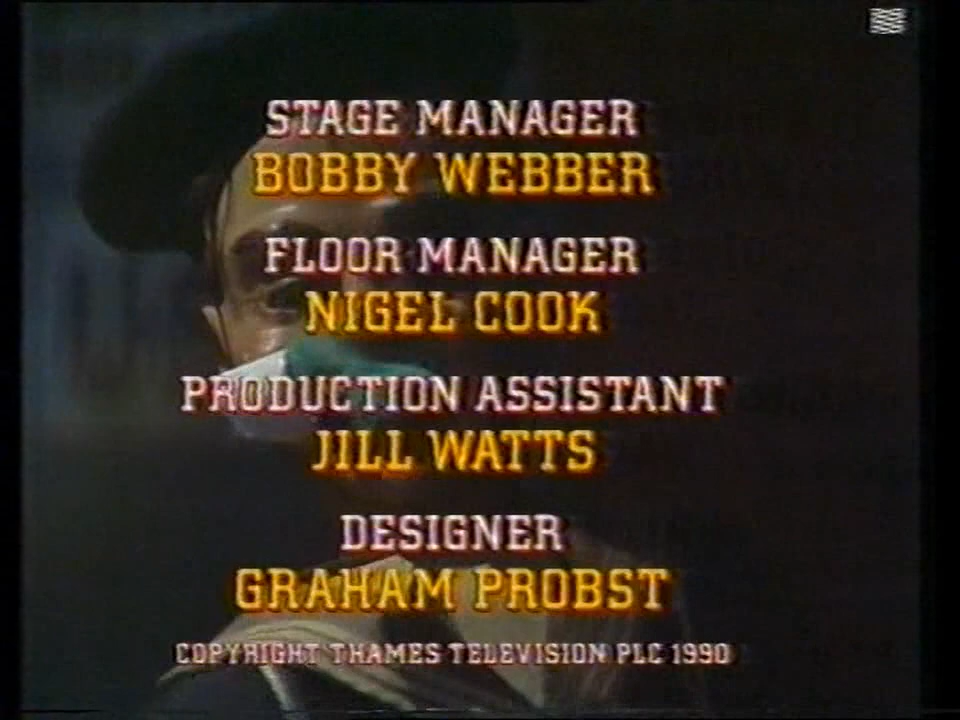 STAGE MANAGER
BOBBY WEBBER
FLOOR MANAGER
NIGEL COOK
PRODUCTION ASSISTANT
JILL WATTS
DESIGNER
GRAHAM PROBST
COPYRIGHT THAMES TELEVISION PLC 1990